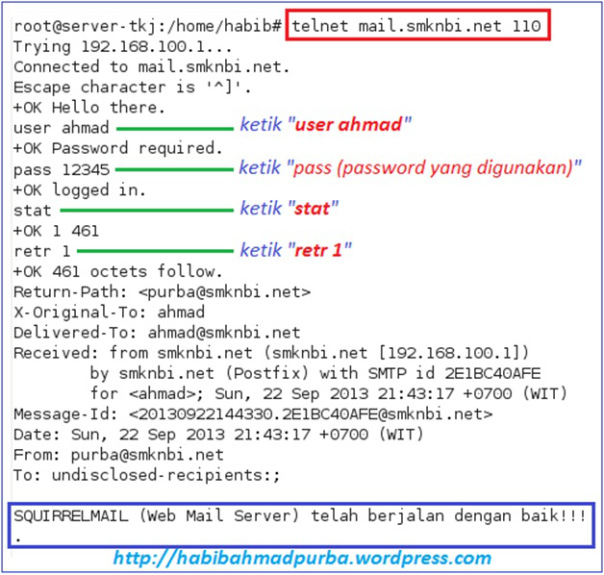 root@server-tkj:/home/habib# telnet mail.smknbi.net 110
Trying 192.168.100.1...
Connected to mail.smknbi.net.
Escape character is '^]'.
+OK Hello there.
user ahmad ketik "user ahmad"
+OK Password required.
pass 12345 ketik "pass (password yang digunakan)"
+OK logged in.
stat ketik "stat"
+OK 1 461
retr 1 ketik "retr 1"
+OK 461 octets follow.
Return-Path: <purba@smknbi.net>
X-Original-To: ahmad
Delivered-To: ahmad@smknbi.net
Received: from smknbi.net (smknbi.net [192.168.100.1])
by smknbi.net (Postfix) with SMTP id 2E1BC40AFE
for <ahmad>; Sun, 22 Sep 2013 21:43:17 +0700 (WIT)
Message-Id: <20130922144330.2E1BC40AFE@smknbi.net>
Date: Sun, 22 Sep 2013 21:43:17 +0700 (WIT)
From: purba@smknbi.net
To: undisclosed-recipients:;
SQUIRRELMAIL (Web Mail Server) telah berjalan dengan baik!!!
.
http://habibahmadpurba.wordpress.com